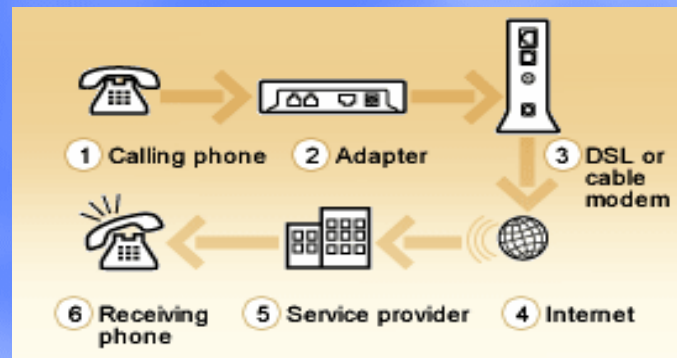 1 Calling phone
2 Adapter
3 DSL or
cable
modem
4 Internet
5 Service provider
6 Receiving
phone